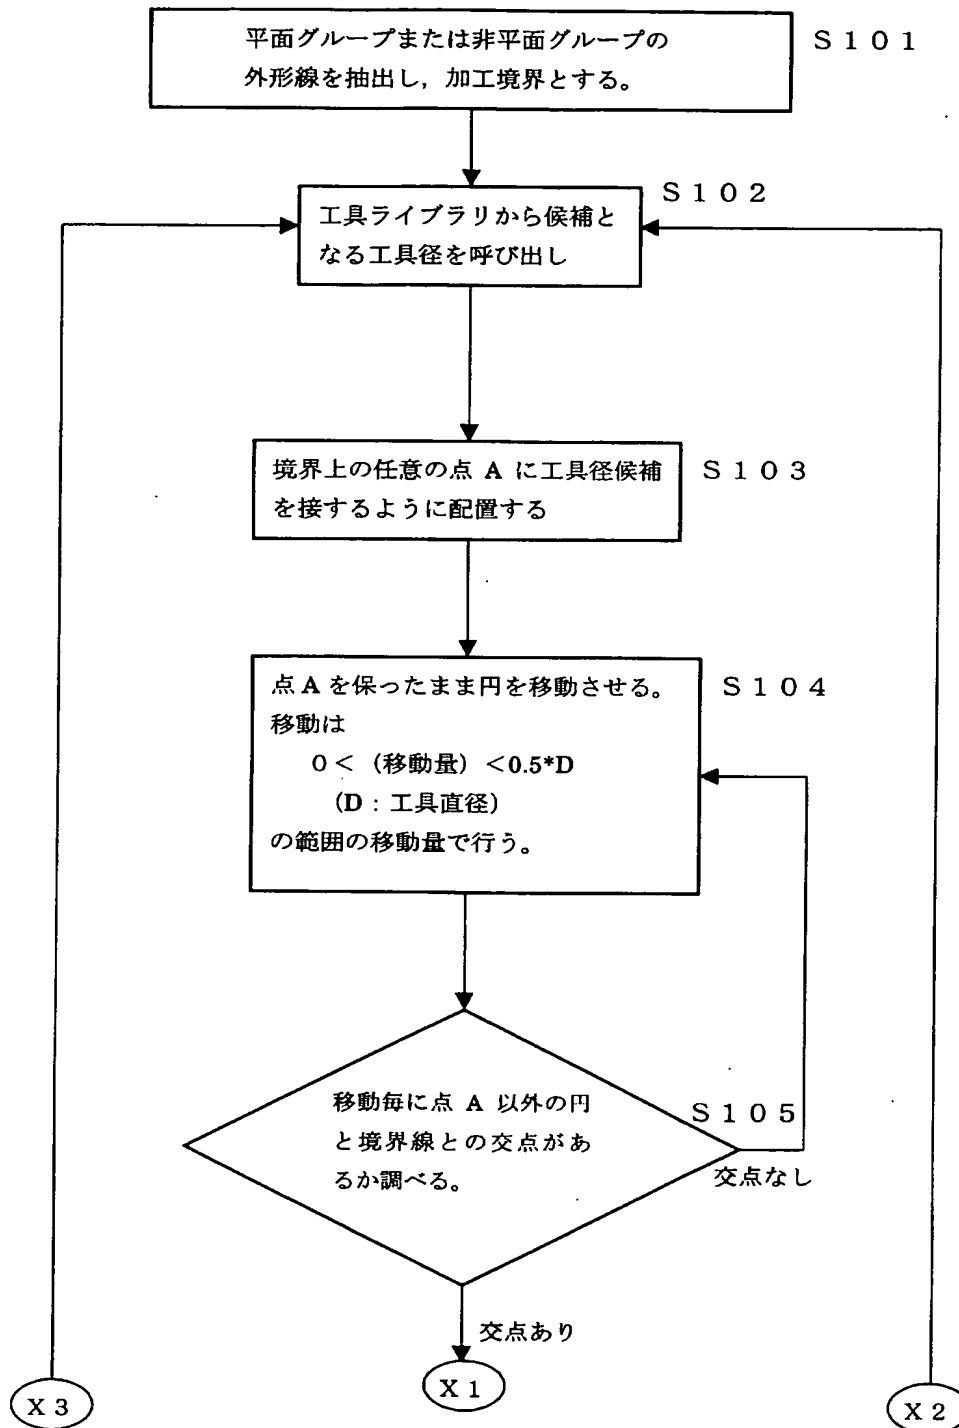 平面グループまたは非平面グループの
外形線を抽出し，加工境界とする。
Ｓ１０１
Ｓ１０２
工具ライブラリから候補と
なる工具径を呼び出し
境界上の任意の点 A に工具径候補
を接するように配置する
Ｓ１０３
点 A を保ったまま円を移動させる。
Ｓ１０４
移動は
０＜（移動量）＜0.5*D
（D：工具直径）
の範囲の移動量で行う。
移動毎に点 A 以外の円
と境界線との交点があ
るか調べる。
Ｓ１０５
交点なし
交点あり
Ｘ３
Ｘ１
Ｘ２